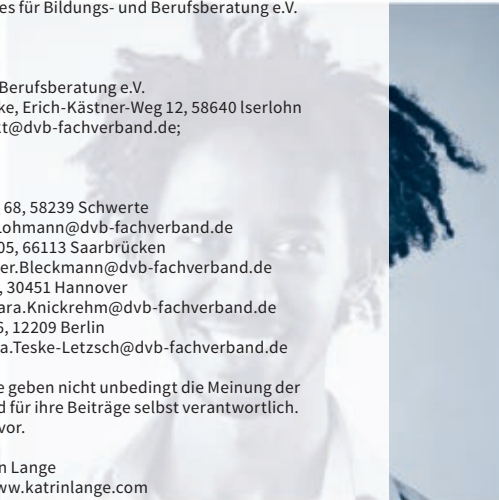 es für Bildungs- und Berufsberatung e.V.
Berufsberatung e.V.
ke, Erich-Kästner-Weg 12, 58640 Iserlohn
kt@dvb-fachverband.de;
68, 58239 Schwerte
Lohmann@dvb-fachverband.de
05, 66113 Saarbrücken
er.Bleckmann@dvb-fachverband.de
, 30451 Hannover
ara.Knickrehm@dvb-fachverband.de
6, 12209 Berlin
a.Teske-Letzsch@dvb-fachverband.de
e geben nicht unbedingt die Meinung der
d für ihre Beiträge selbst verantwortlich.
vor.
n Lange
ww.katrinlange.com